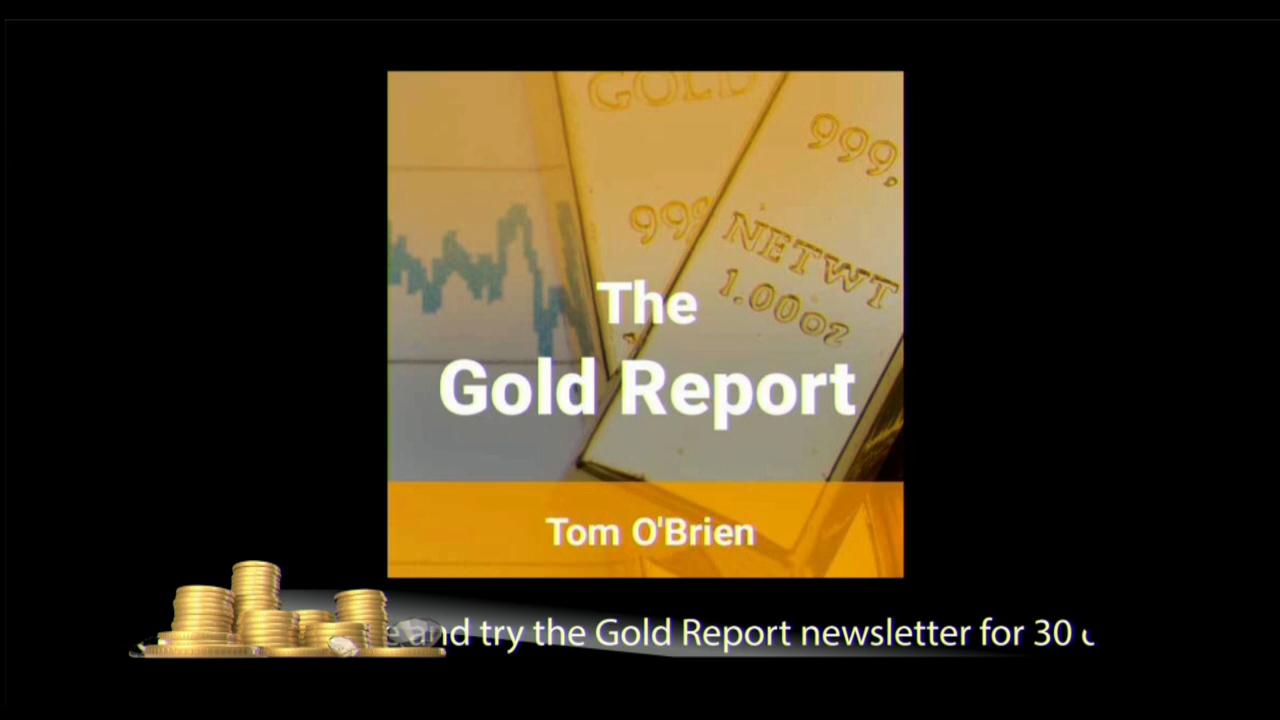 GOLD
999,
999
NETWT
1.00oz
The
Gold Report
Tom O'Brien
and try the Gold Report newsletter for 30